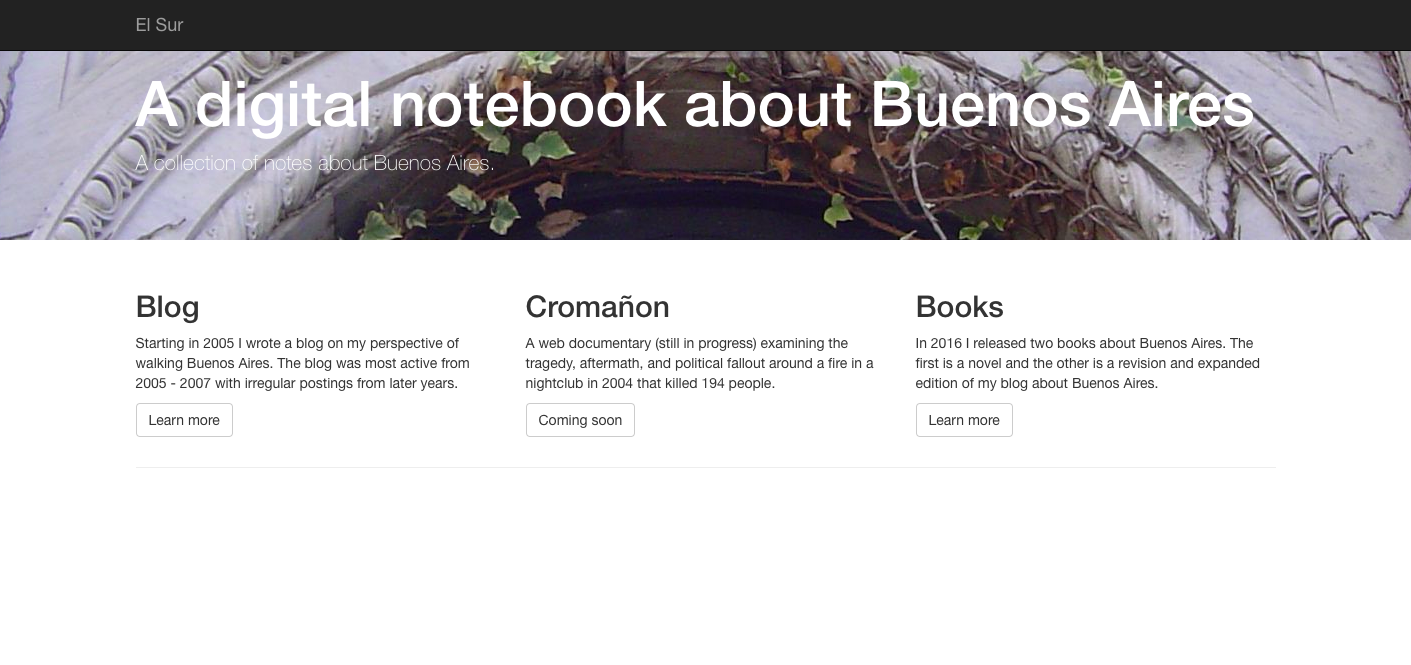 El Sur
A digital notebook about Buenos Aires
A collection of notes about Buenos Aires.
Blog
Starting in 2005 I wrote a blog on my perspective of
walking Buenos Aires. The blog was most active from
2005 - 2007 with irregular postings from later years.
Learn more
Cromañon
A web documentary (still in progress) examining the
tragedy, aftermath, and political fallout around a fire in a
nightclub in 2004 that killed 194 people.
Coming soon
Books
In 2016 I released two books about Buenos Aires. The
first is a novel and the other is a revision and expanded
edition of my blog about Buenos Aires.
Learn more